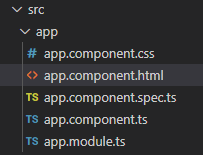 src
app
# app.component.css
<> app.component.html
TS app.component.spec.ts
TS app.component.ts
TS app.module.ts